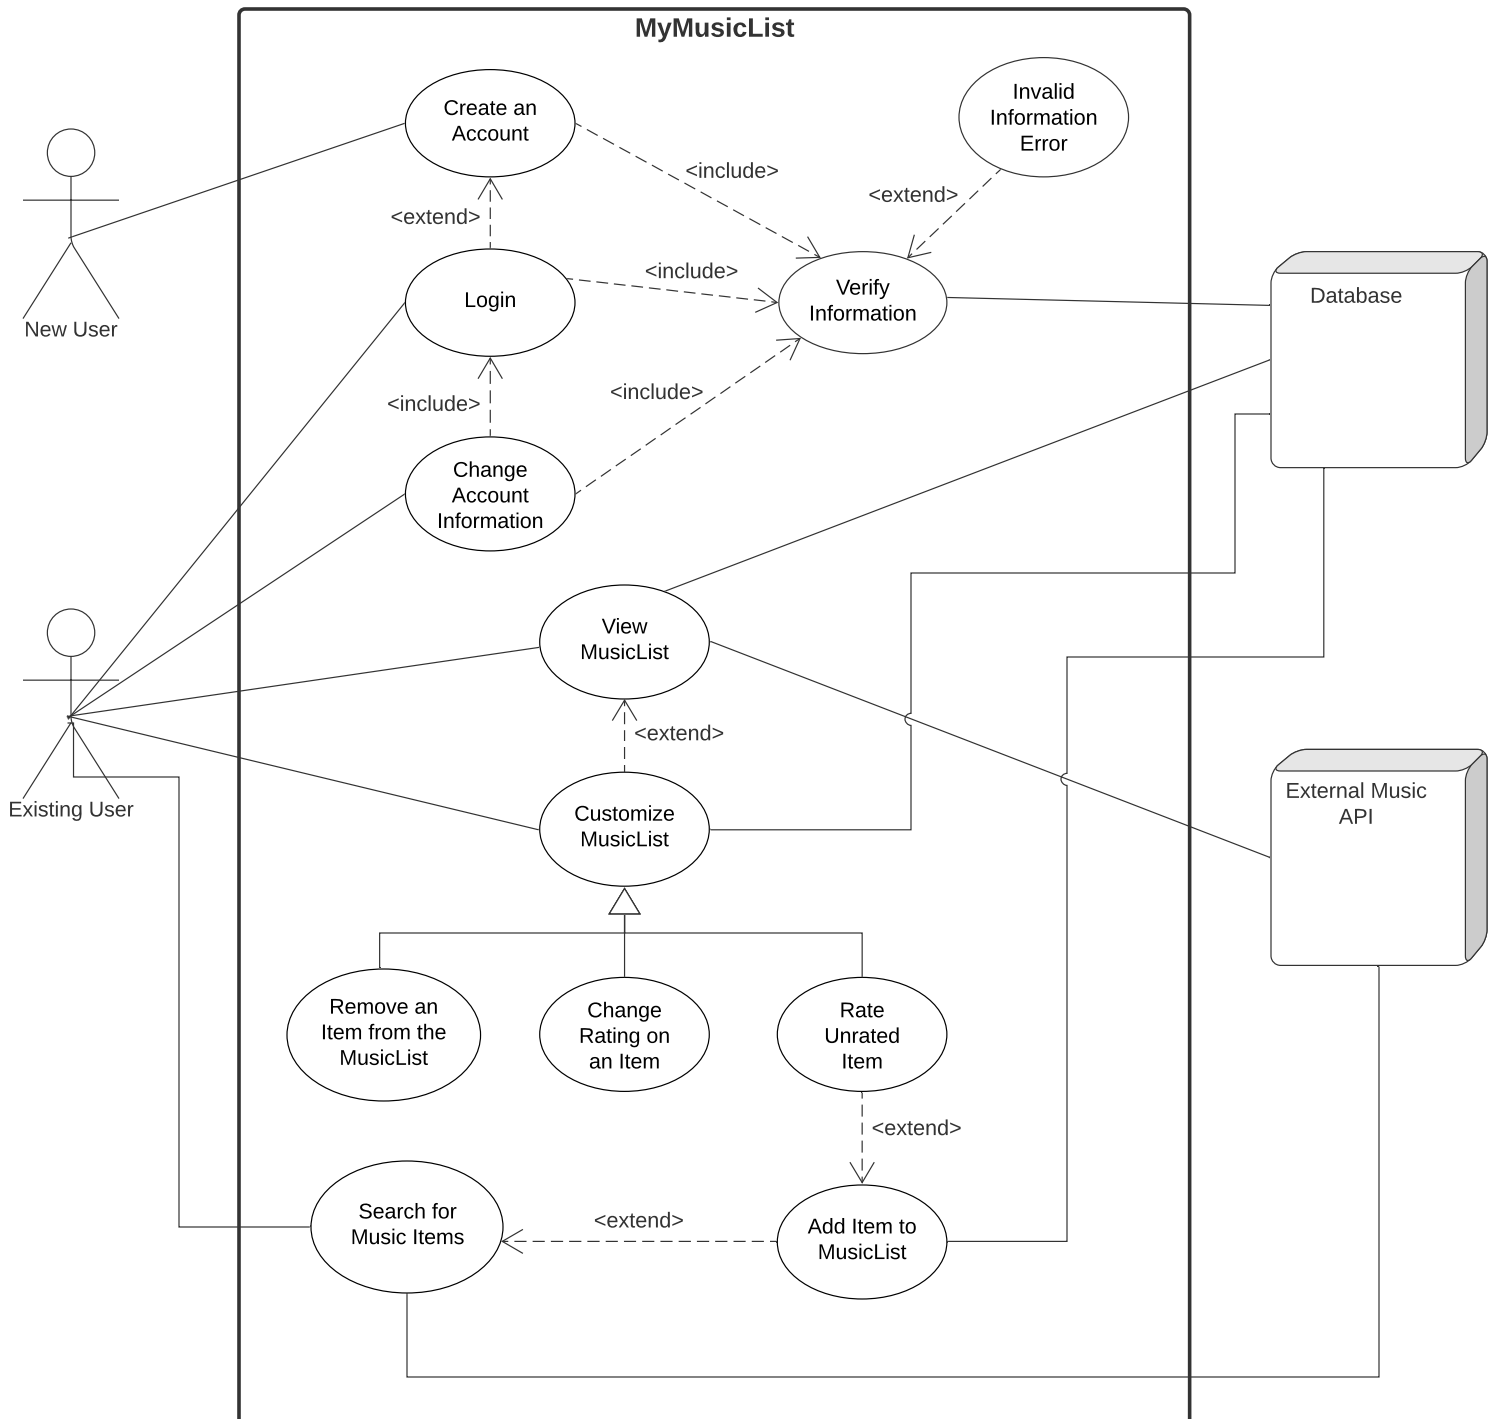 MyMusicList
Create an
Account
Invalid
Information
Error
<include>
<extend>
<extend>
New User
Login
<include>
Verify
Information
Database
<include>
<include>
Change
Account
Information
View
MusicList
<extend>
Existing User
Customize
MusicList
External Music
API
Remove an
Item from the
MusicList
Change
Rating on
an Item
Rate
Unrated
Item
<extend>
Search for
Music Items
<extend>
Add Item to
MusicList